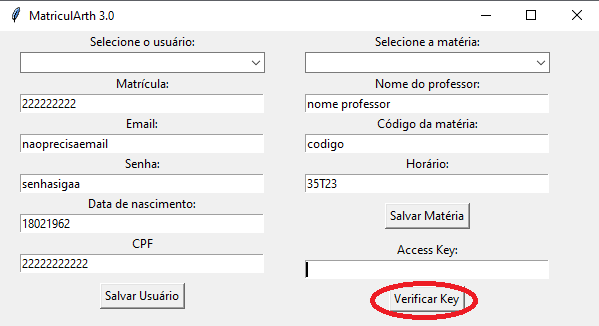 MatriculArth 3.0
Selecione o usuário:
Matrícula:
222222222
Email:
naoprecisaemail
Senha:
senhasigaa
Data de nascimento:
18021962
CPF
22222222222
Salvar Usuário
Selecione a matéria:
Nome do professor:
nome professor
Código da matéria:
codigo
Horário:
35T23
Salvar Matéria
Access Key:
Verificar Key